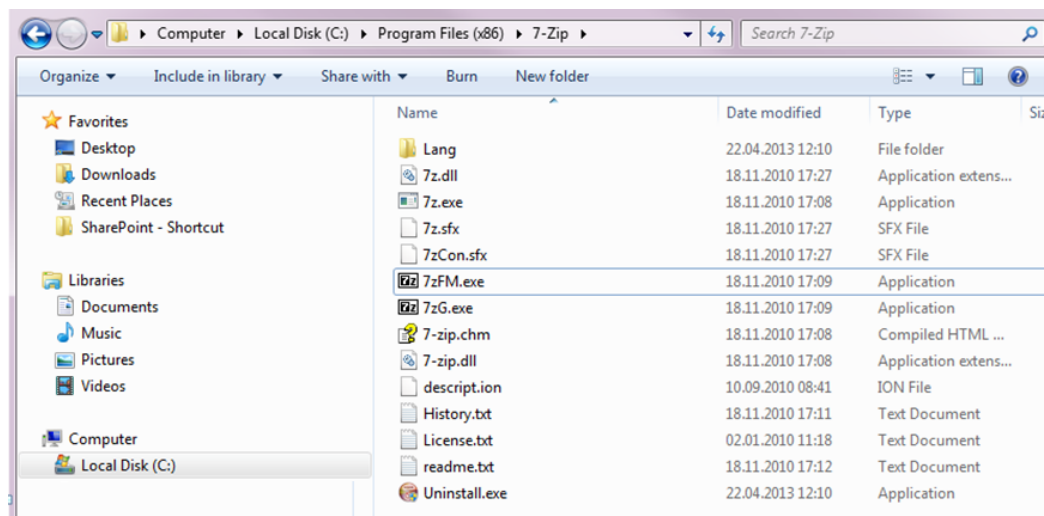 Computer Local Disk (C:) Program Files (x86) 7-Zip Search 7-Zip
Organize Include in library Share with Burn New folder
Favorites
Desktop
Downloads
Recent Places
SharePoint - Shortcut
Libraries
Documents
Music
Pictures
Videos
Computer
Local Disk (C:)
Name Date modified Type
Lang 22.04.2013 12:10 File folder
7z.dll 18.11.2010 17:27 Application extens...
7z.exe 18.11.2010 17:08 Application
7z.sfx 18.11.2010 17:27 SFX File
7zCon.sfx 18.11.2010 17:27 SFX File
7zFM.exe 18.11.2010 17:09 Application
7zG.exe 18.11.2010 17:09 Application
7-zip.chm 18.11.2010 17:08 Compiled HTML ...
7-zip.dll 18.11.2010 17:08 Application extens...
descript.ion 10.09.2010 08:41 ION File
History.txt 18.11.2010 17:11 Text Document
License.txt 02.01.2010 11:18 Text Document
readme.txt 18.11.2010 17:12 Text Document
Uninstall.exe 22.04.2013 12:10 Application